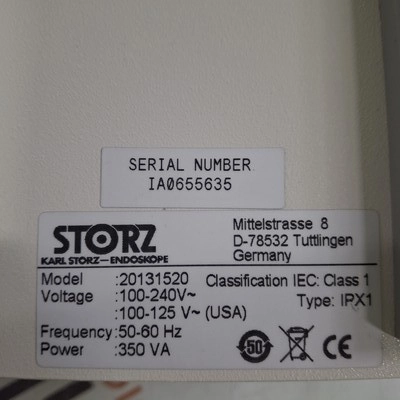 SERIAL NUMBER
IA0655635
STORZ
KARL STORZ—ENDOSKOPE
Mittelstrasse 8
D-78532 Tuttlingen
Germany
Model :20131520 Classification IEC: Class 1
Voltage :100-240V~ Type: IPX1
:100-125 V~ (USA)
Frequency:50-60 Hz
Power :350 VA
50
CE